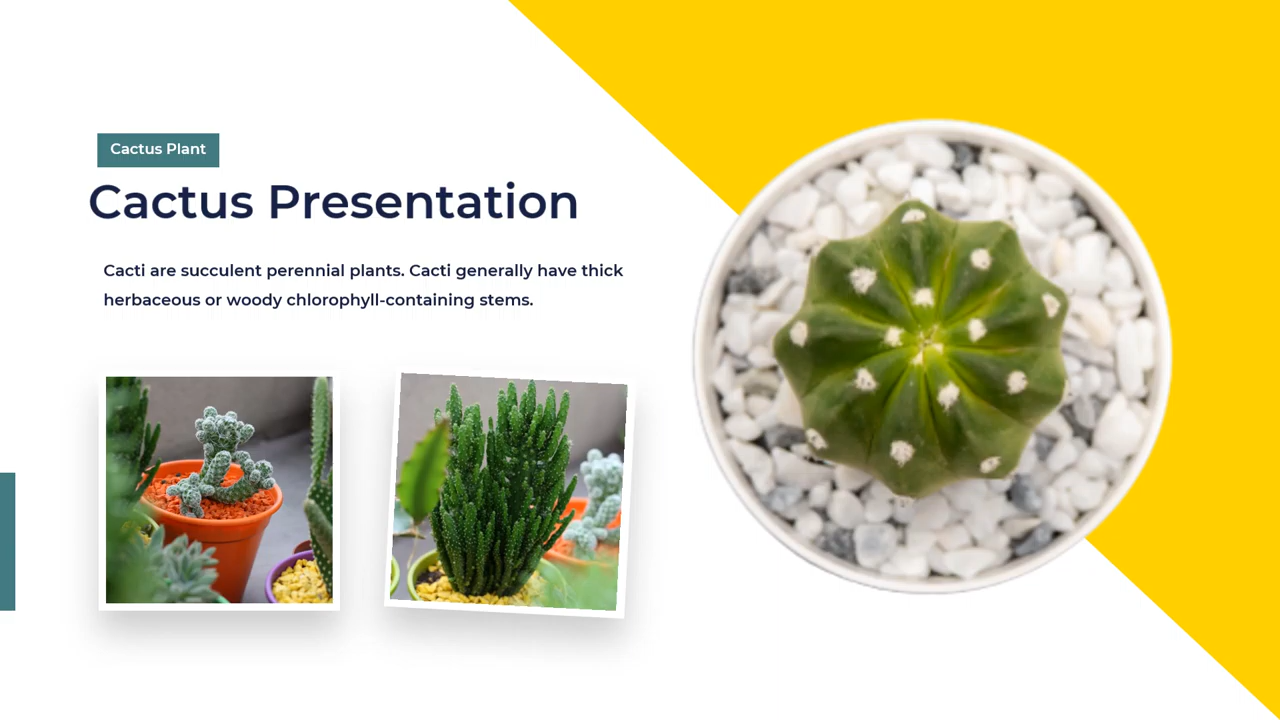 Cactus Plant
Cactus Presentation
Cacti are succulent perennial plants. Cacti generally have thick
herbaceous or woody chlorophyll-containing stems.